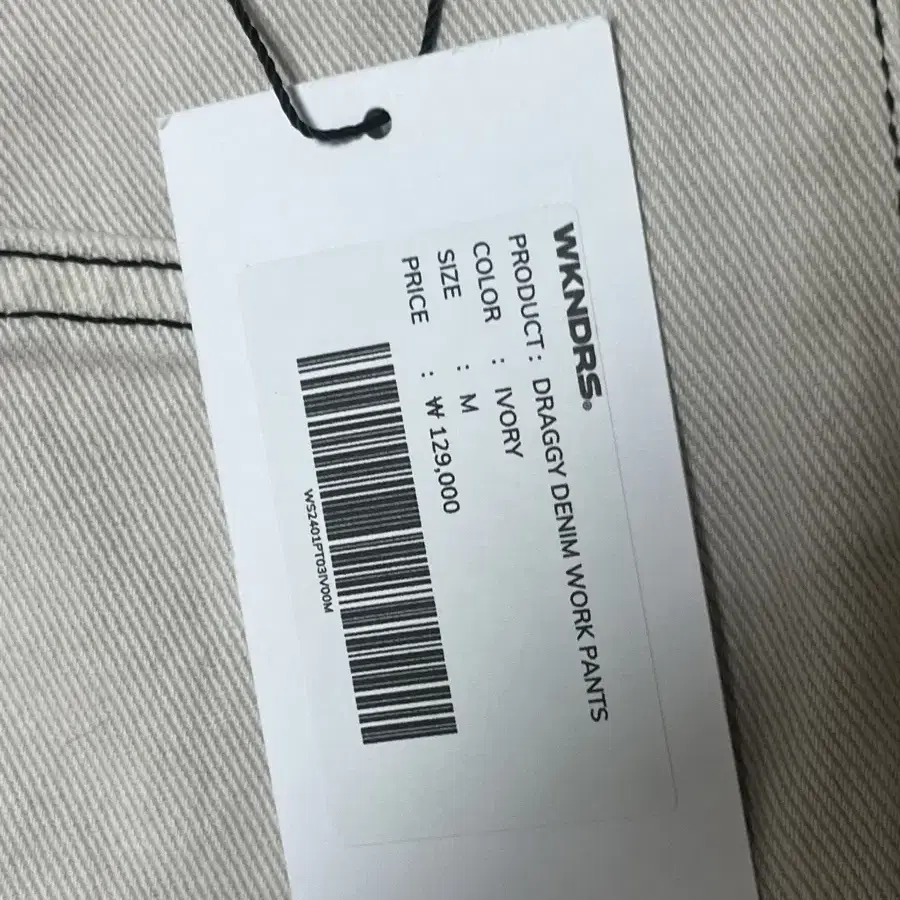 WKNDRS®
PRODUCT : DRAGGY DENIM WORK PANTS
COLOR : IVORY
SIZE : M
PRICE : ₩ 129,000
WS2401PT03IV00M